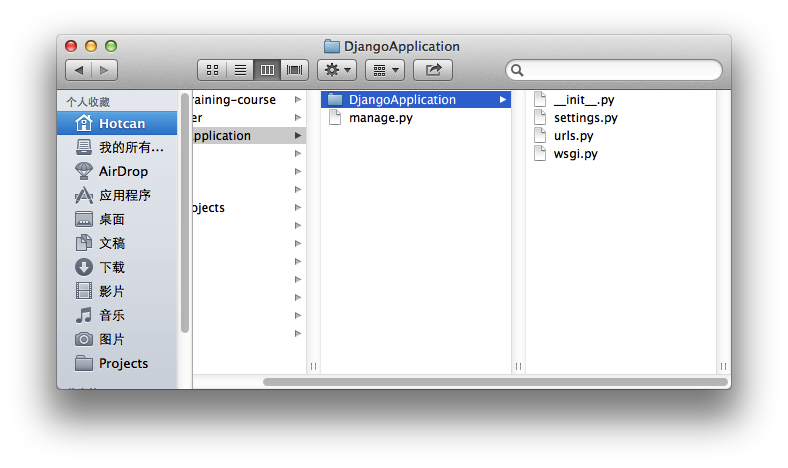 DjangoApplication
个人收藏
Hotcan
我的所有...
AirDrop
应用程序
桌面
文稿
下载
影片
音乐
图片
Projects
raining-course
er
pplication
ojects
DjangoApplication
manage.py
__init__.py
settings.py
urls.py
wsgi.py